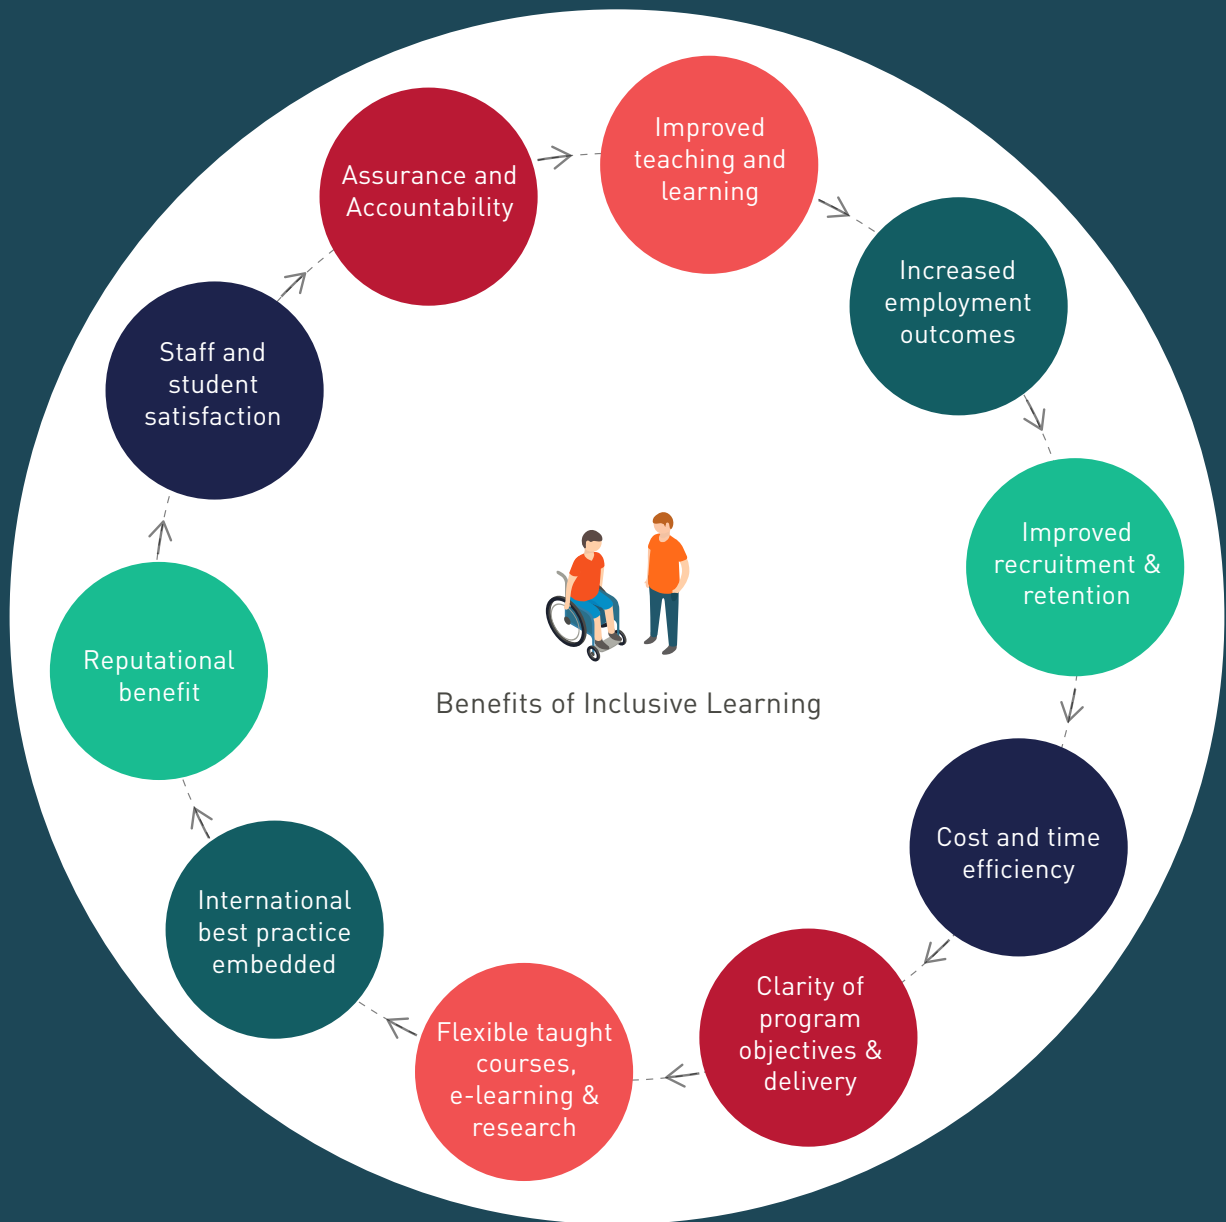 Improved
teaching and
learning
Increased
employment
outcomes
Improved
recruitment &
retention
Cost and time
efficiency
Clarity of
program
objectives &
delivery
Flexible taught
courses,
e-learning &
research
International
best practice
embedded
Reputational
benefit
Staff and
student
satisfaction
Assurance and
Accountability
Benefits of Inclusive Learning